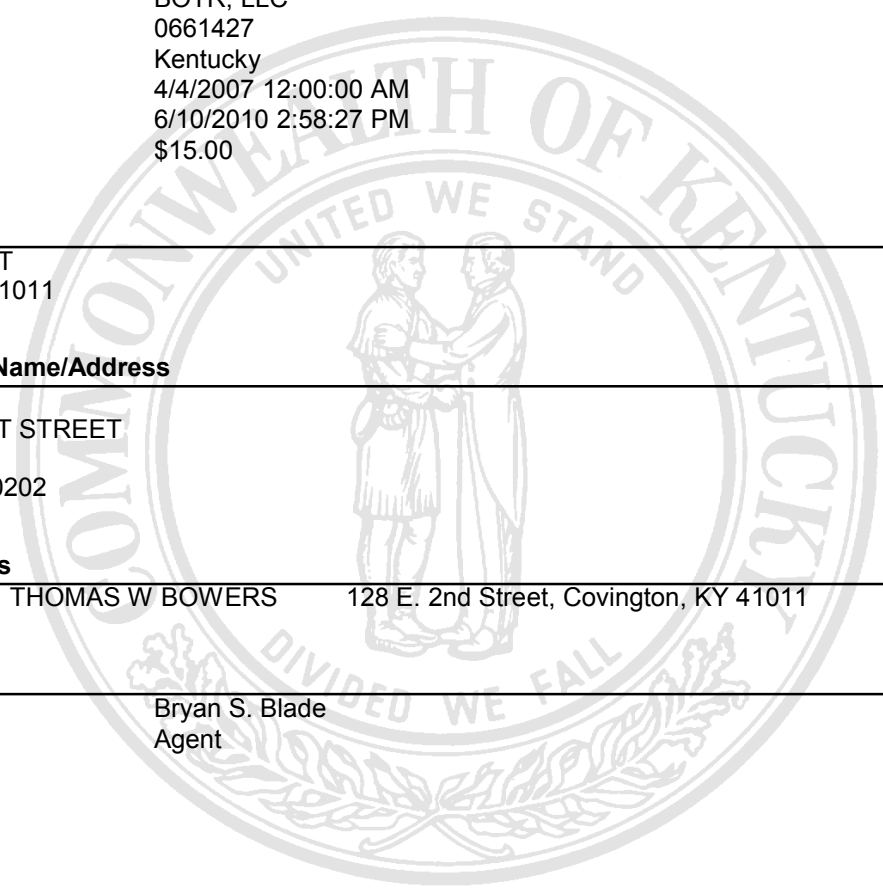 LLC
0661427
Kentucky
4/4/2007 12:00:00 AM
6/10/2010 2:58:27 PM
$15.00
COMMONWEALTH OF KENTUCKY
UNITED WE STAND
T
1011
Name/Address
T STREET
0202
s
THOMAS W BOWERS 128 E. 2nd Street, Covington, KY 41011
DIVIDED WE FALL
Bryan S. Blade
Agent